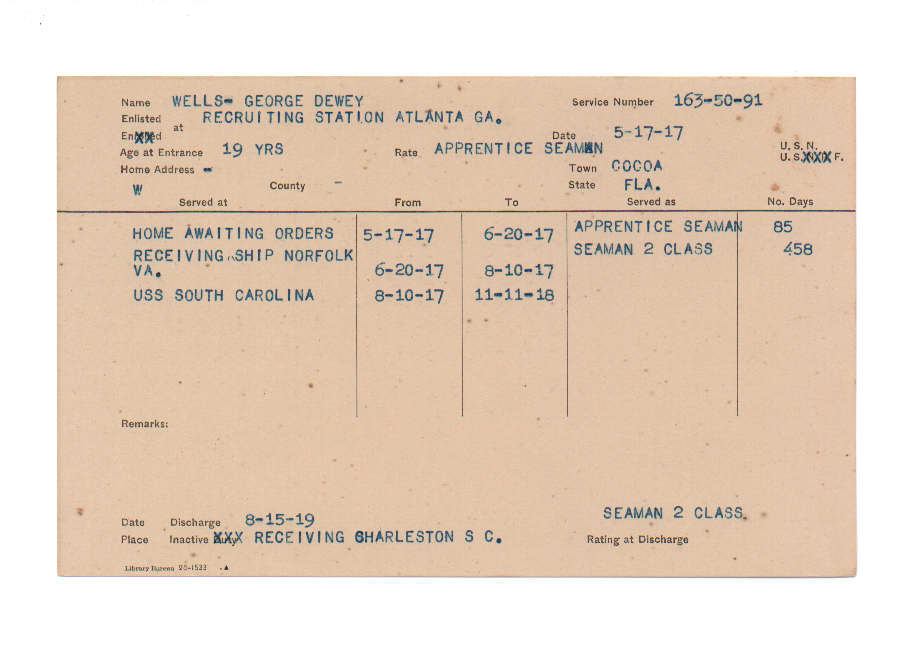 Name WELLS- GEORGE DEWEY Service Number 163-50-91
Enlisted at RECRUITING STATION ATLANTA GA.
Date 5-17-17
Age at Entrance 19 YRS Rate APPRENTICE SEAMAN U. S. N.
Home Address - Town COCOA
W County - State FLA.
Served at From To Served as No. Days
HOME AWAITING ORDERS 5-17-17 6-20-17 APPRENTICE SEAMAN 85
RECEIVING SHIP NORFOLK SEAMAN 2 CLASS 458
VA. 6-20-17 8-10-17
USS SOUTH CAROLINA 8-10-17 11-11-18
Remarks:
Date Discharge 8-15-19 SEAMAN 2 CLASS.
Place Inactive XXX RECEIVING CHARLESTON S C. Rating at Discharge
Library Bureau 20-1523